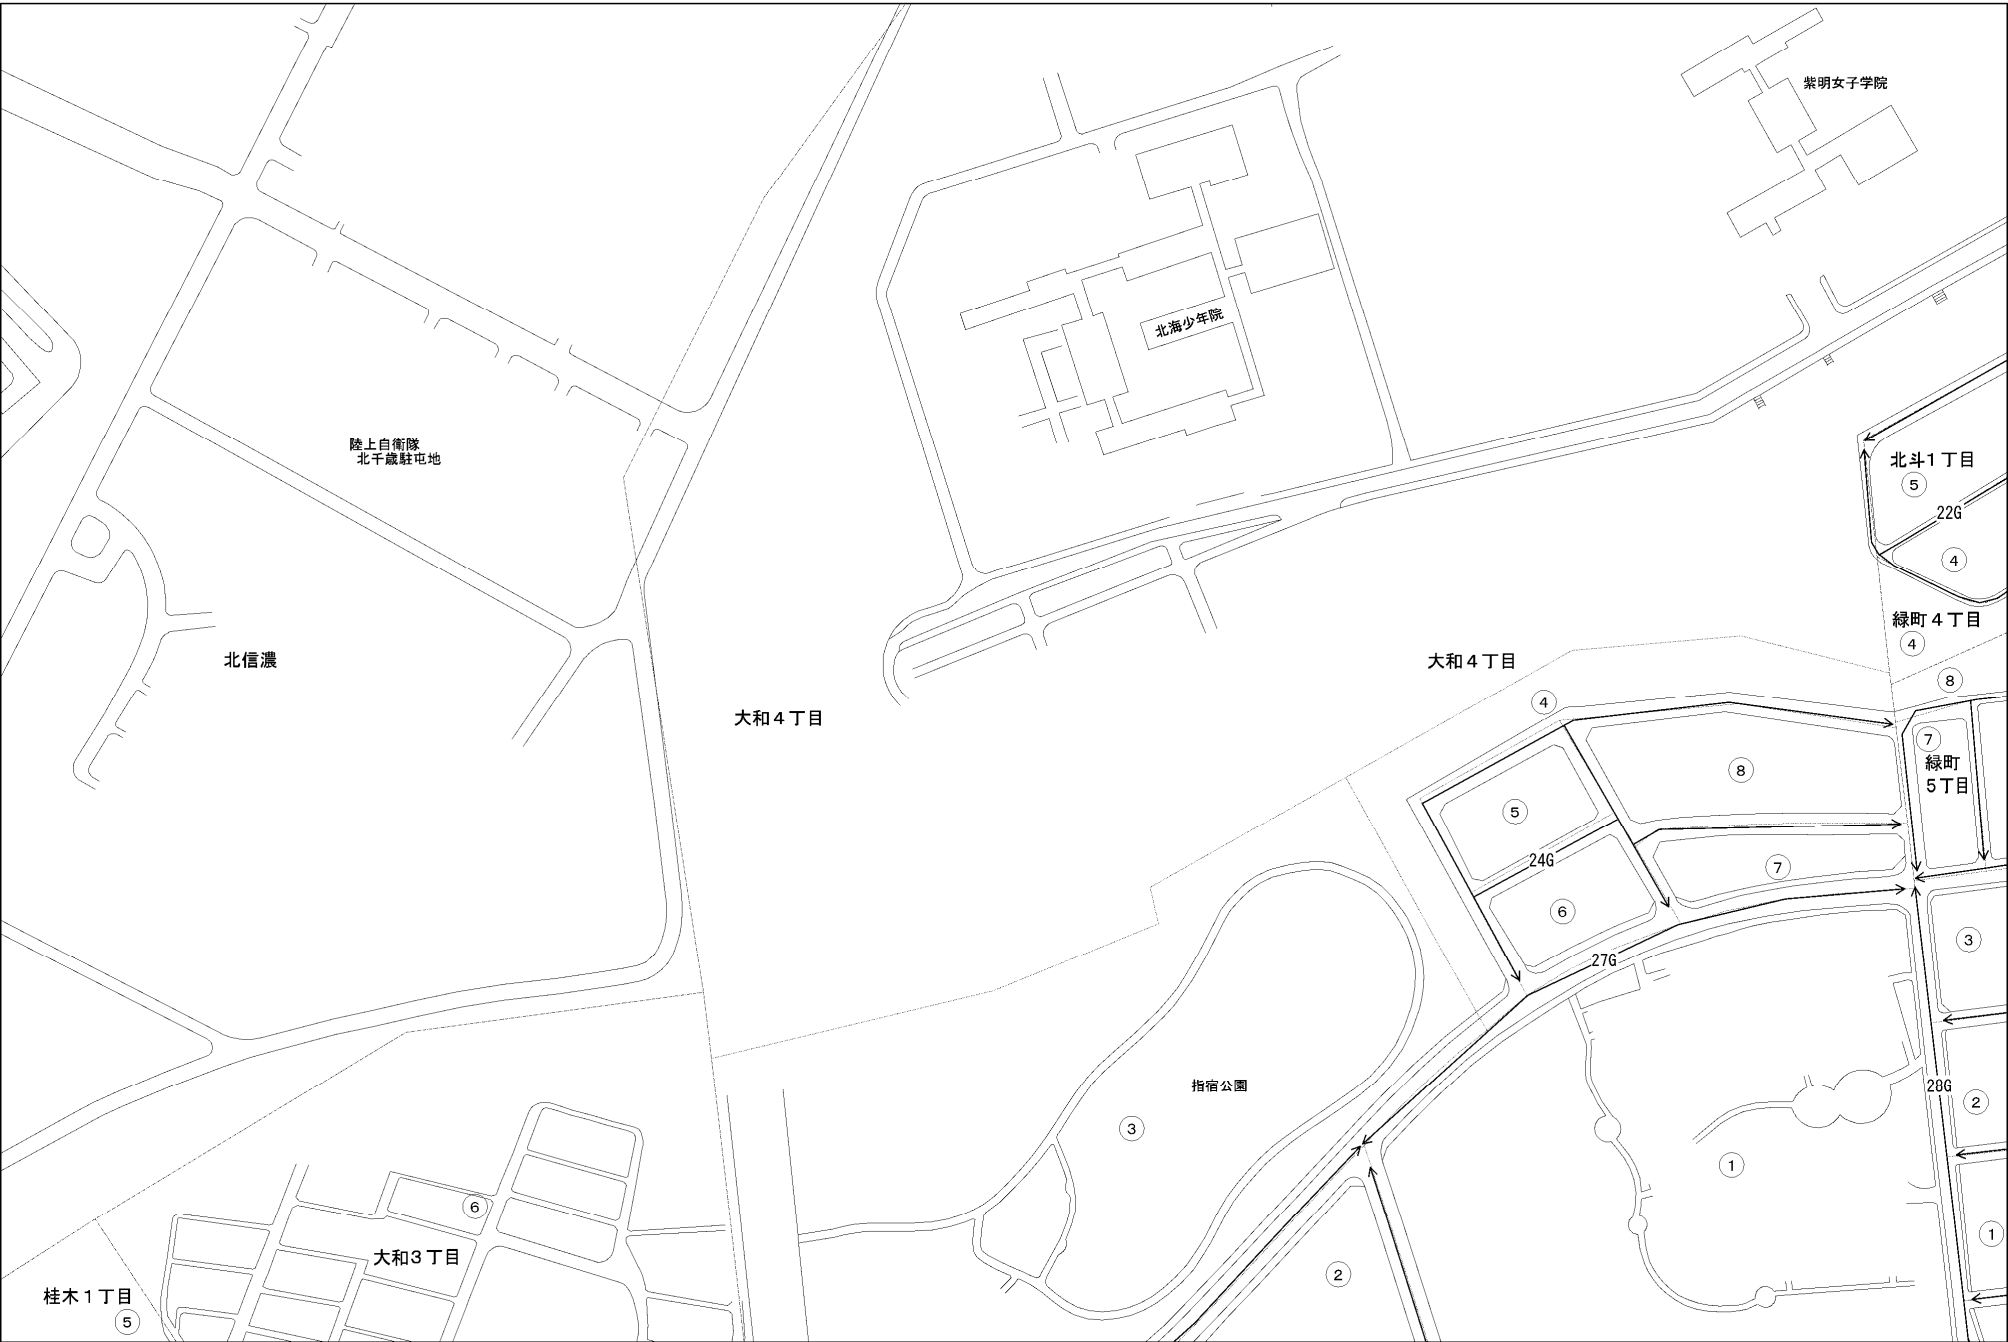 紫明女子学院
北海少年院
陸上自衛隊
北千歳駐屯地
北斗1丁目
5
22G
4
緑町4丁目
4
北信濃
大和4丁目
大和4丁目
8
4
7
緑町
5丁目
8
5
24G
7
6
27G
3
指宿公園
28G
2
3
1
6
1
大和3丁目
2
桂木1丁目
5